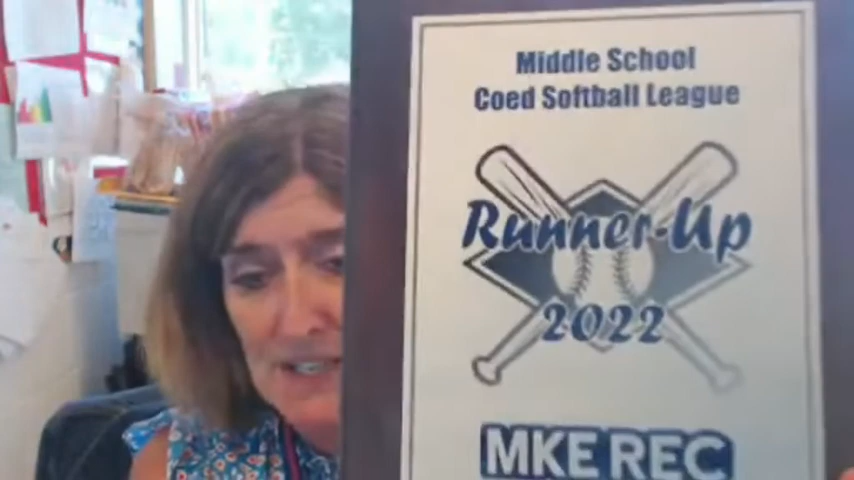 Middle School
Coed Softball League
Runner-Up
2022
MKE REC